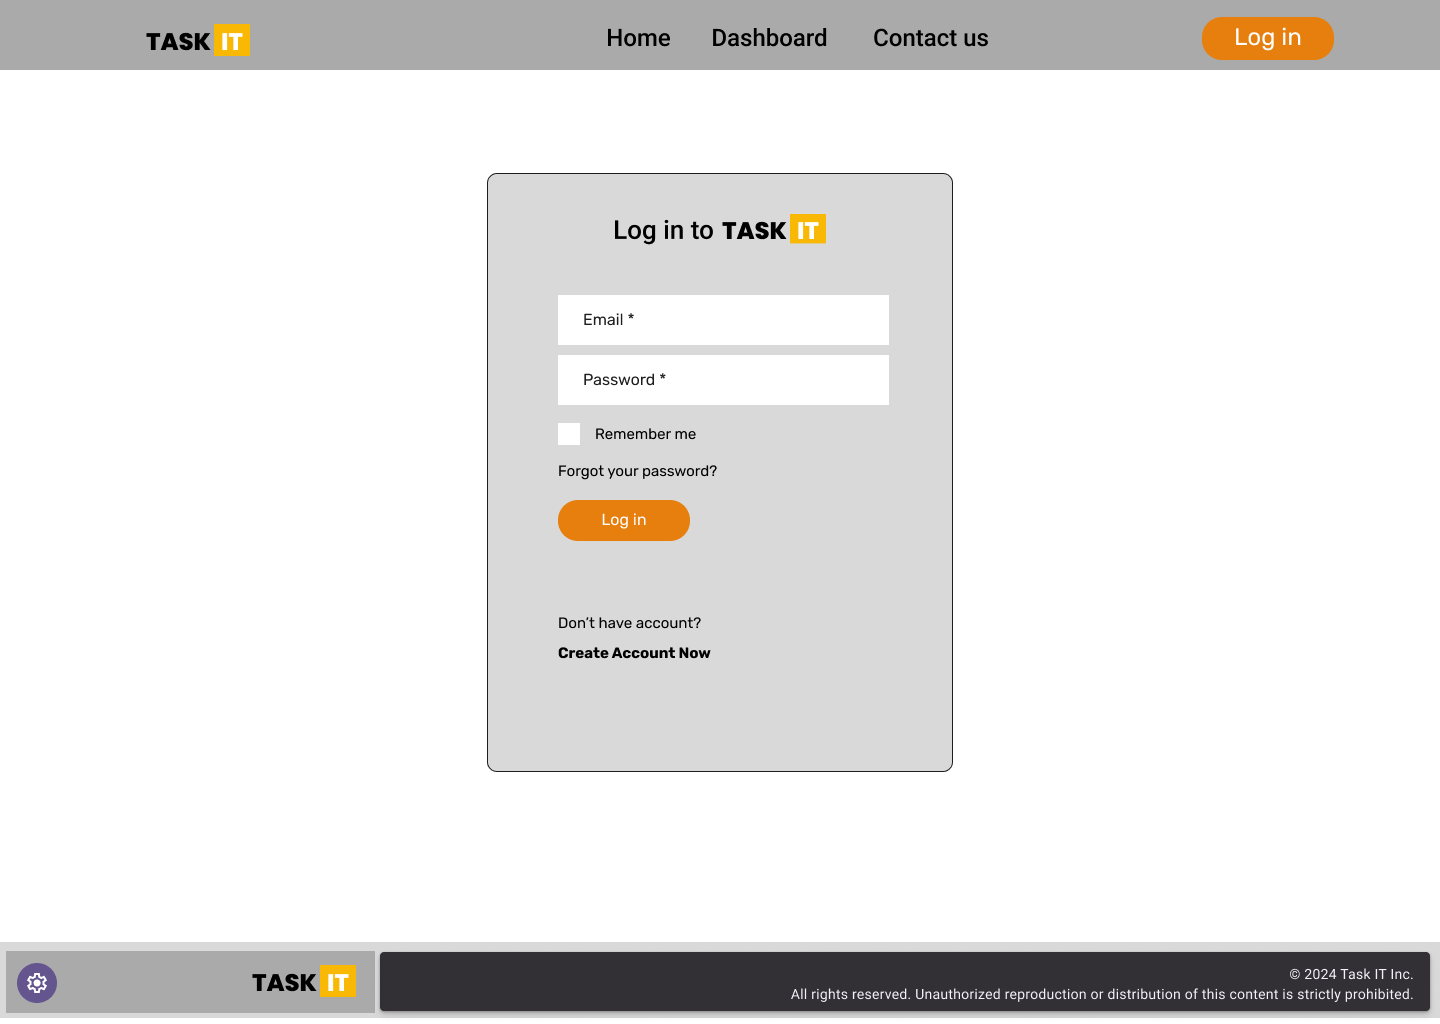 TASK IT
Home Dashboard Contact us
Log in
Log in to TASK IT
Email *
Password *
Remember me
Forgot your password?
Log in
Don’t have account?
Create Account Now
TASK IT
© 2024 Task IT Inc.
All rights reserved. Unauthorized reproduction or distribution of this content is strictly prohibited.